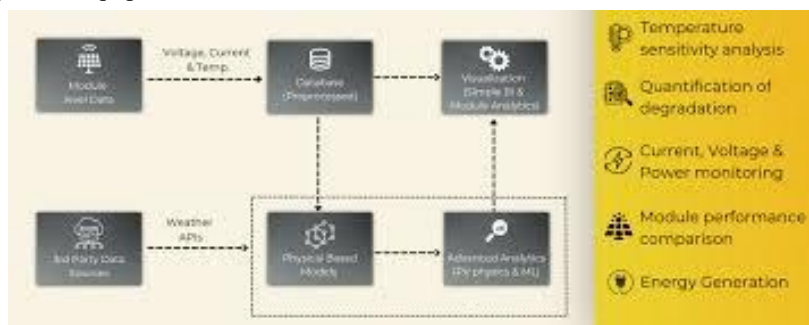 Module
level Data
Voltage, Current
& Temp.
Database
(Preprocessed)
Visualization
(Simple BI &
Module Analytics)
3rd Party Data
Sources
Weather
APIs
Physical Based
Models
Advanced Analytics
(PV physics & ML)
Temperature
sensitivity analysis
Quantification of
degradation
Current, Voltage &
Power monitoring
Module performance
comparison
Energy Generation